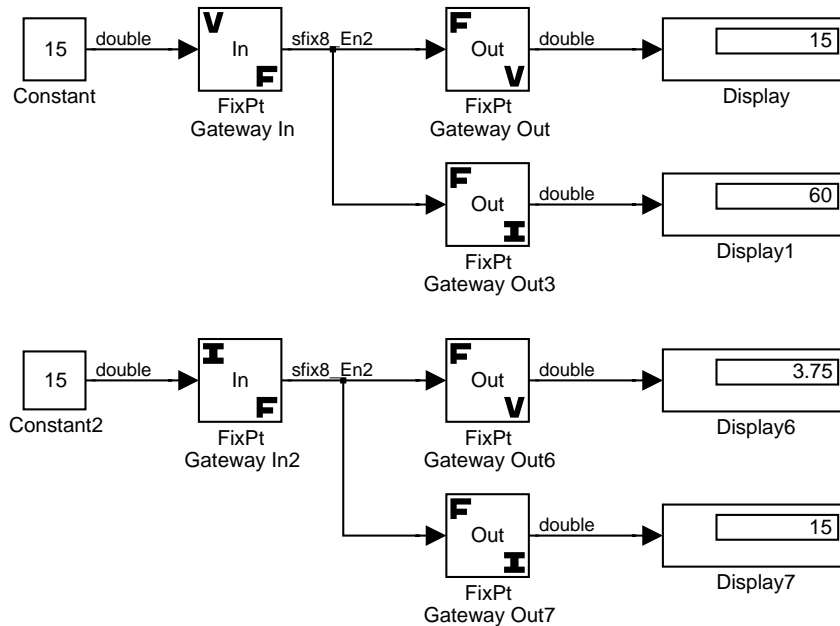 15
double
V
In
F
sfix8_En2
F
Out
V
double
15
Constant
FixPt
Gateway In
FixPt
Gateway Out
Display
F
Out
I
double
60
FixPt
Gateway Out3
Display1
15
double
I
In
F
sfix8_En2
F
Out
V
double
3.75
Constant2
FixPt
Gateway In2
FixPt
Gateway Out6
Display6
F
Out
I
double
15
FixPt
Gateway Out7
Display7